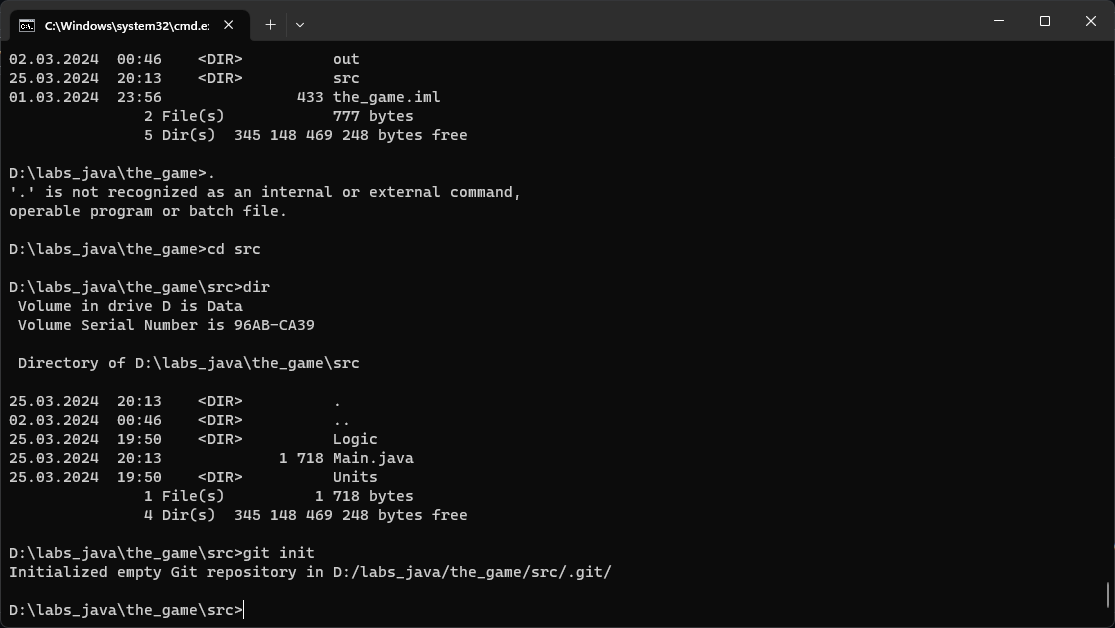 C:\Windows\system32\cmd.e:
02.03.2024  00:46    <DIR>          out
25.03.2024  20:13    <DIR>          src
01.03.2024  23:56               433 the_game.iml
               2 File(s)            777 bytes
               5 Dir(s)  345 148 469 248 bytes free
D:\labs_java\the_game>.
'.' is not recognized as an internal or external command,
operable program or batch file.
D:\labs_java\the_game>cd src
D:\labs_java\the_game\src>dir
 Volume in drive D is Data
 Volume Serial Number is 96AB-CA39
 Directory of D:\labs_java\the_game\src
25.03.2024  20:13    <DIR>          .
02.03.2024  00:46    <DIR>          ..
25.03.2024  19:50    <DIR>          Logic
25.03.2024  20:13             1 718 Main.java
25.03.2024  19:50    <DIR>          Units
               1 File(s)          1 718 bytes
               4 Dir(s)  345 148 469 248 bytes free
D:\labs_java\the_game\src>git init
Initialized empty Git repository in D:/labs_java/the_game/src/.git/
D:\labs_java\the_game\src>